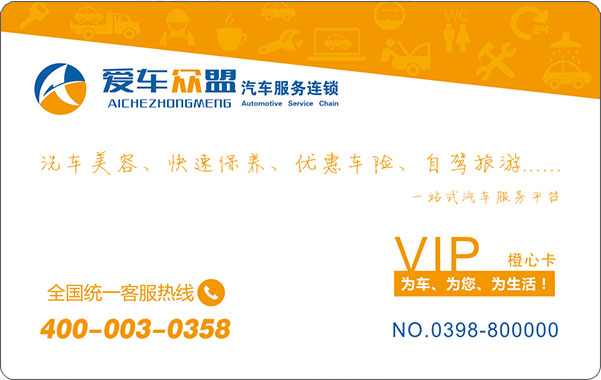 WC
24
爱车众盟 汽车服务连锁
AICHEZHONGMENG Automotive Service Chain
洗车美容、快速保养、优惠车险、自驾旅游......
一站式汽车服务平台
VIP 橙心卡
为车、为您、为生活！
全国统一客服热线
400-003-0358
NO.0398-800000